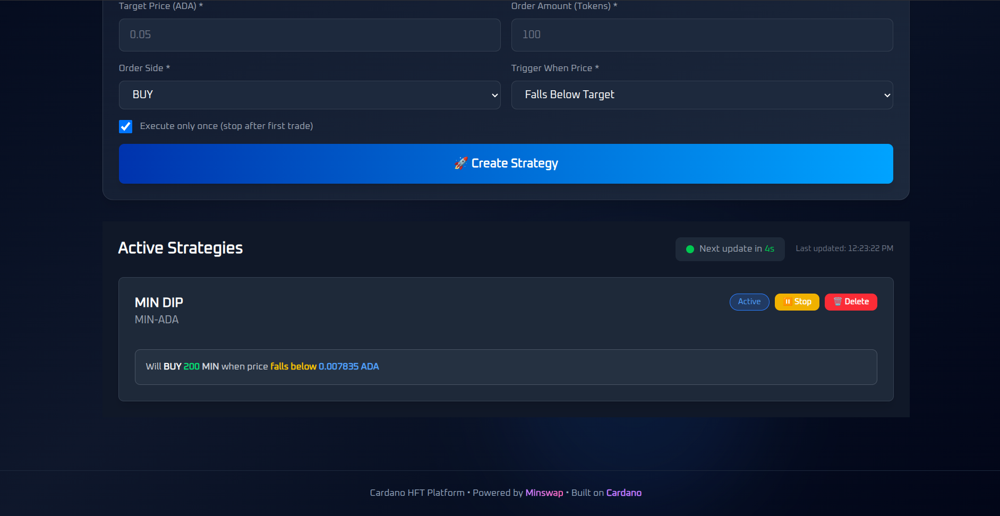 Target Price (ADA) *
Order Amount (Tokens) *
0.05
100
Order Side *
Trigger When Price *
BUY
Falls Below Target
Execute only once (stop after first trade)
🚀 Create Strategy
Active Strategies
Next update in 4s
Last updated: 12:23:22 PM
MIN DIP
Active
⏸ Stop
🗑 Delete
MIN-ADA
Will BUY 200 MIN when price falls below 0.007835 ADA
Cardano HFT Platform • Powered by Minswap • Built on Cardano